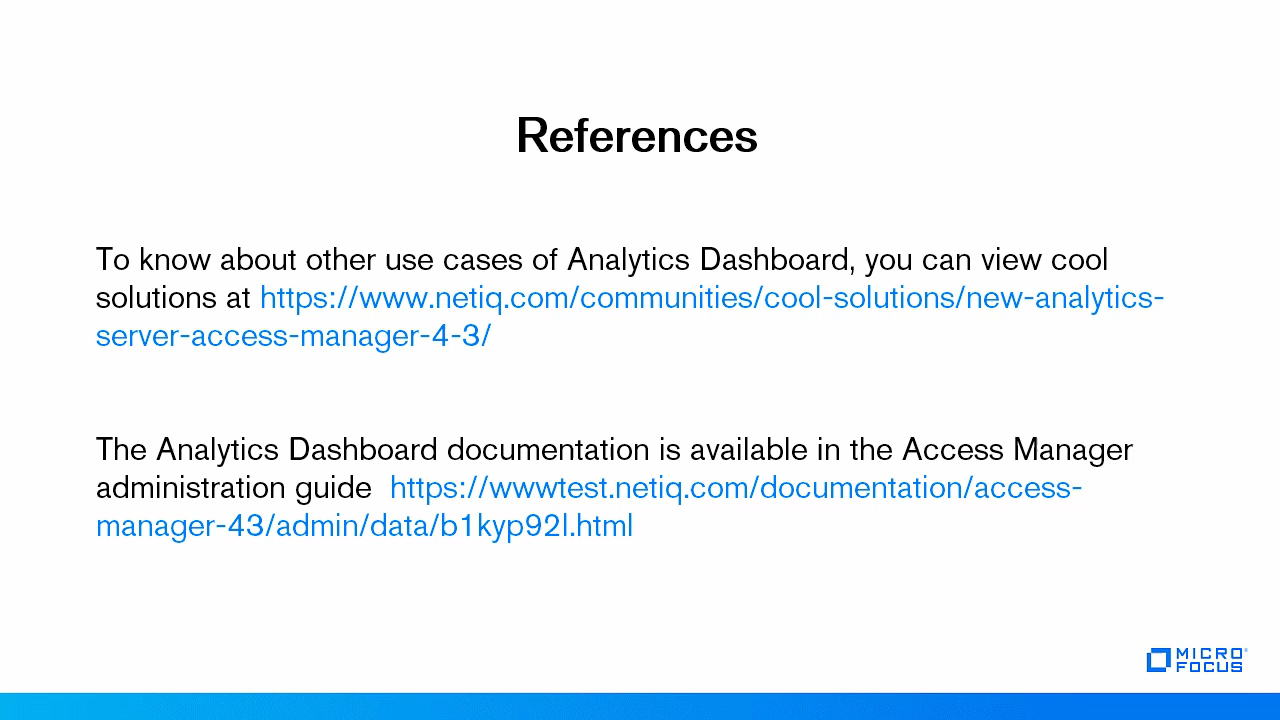 References
To know about other use cases of Analytics Dashboard, you can view cool
solutions at https://www.netiq.com/communities/cool-solutions/new-analytics-
server-access-manager-4-3/
The Analytics Dashboard documentation is available in the Access Manager
administration guide  https://wwwtest.netiq.com/documentation/access-
manager-43/admin/data/b1kyp92l.html
MICRO
FOCUS